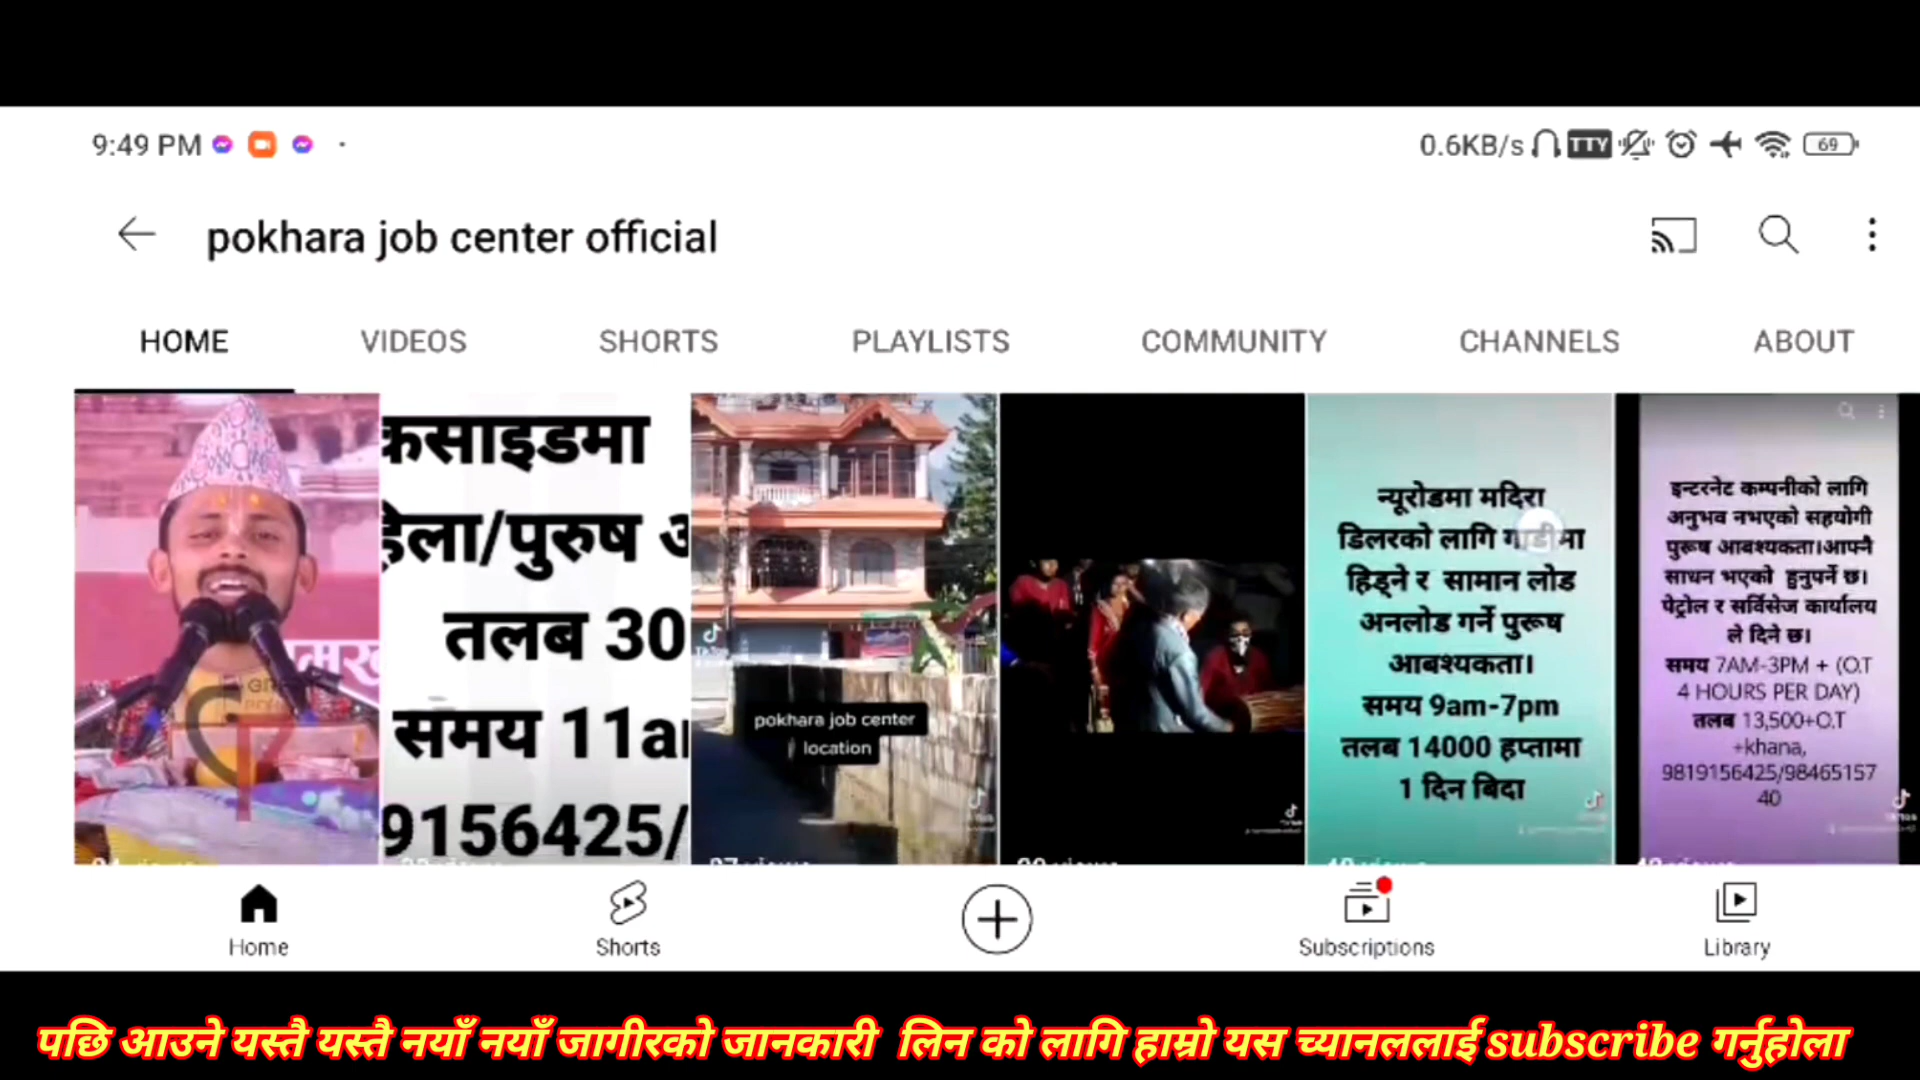 9:49 PM
0.6KB/s TTY 69
pokhara job center official
HOME VIDEOS SHORTS PLAYLISTS COMMUNITY CHANNELS ABOUT
कसाइडमा
हिला/पुरुष
तलब 30
समय 11a
9156425/
pokhara job center
location
न्यूरोडमा मदिरा
डिलरको लागि गाडीमा
हिड्ने र सामान लोड
अनलोड गर्ने पुरूष
आबश्यकता।
समय 9am-7pm
तलब 14000 हप्तामा
1 दिन बिदा
इन्टरनेट कम्पनीको लागि
अनुभव नभएको सहयोगी
पुरूष आबश्यकता।आफ्नै
साधन भएको हुनुपर्ने छ।
पेट्रोल र सर्विसेज कार्यालय
ले दिने छ।
समय 7AM-3PM + (O.T
4 HOURS PER DAY)
तलब 13,500+O.T
+khana,
9819156425/98465157
40
Home Shorts Subscriptions Library
पछि आउने यस्तै यस्तै नयाँ नयाँ जागीरको जानकारी लिन को लागि हाम्रो यस च्यानललाई subscribe गर्नुहोला